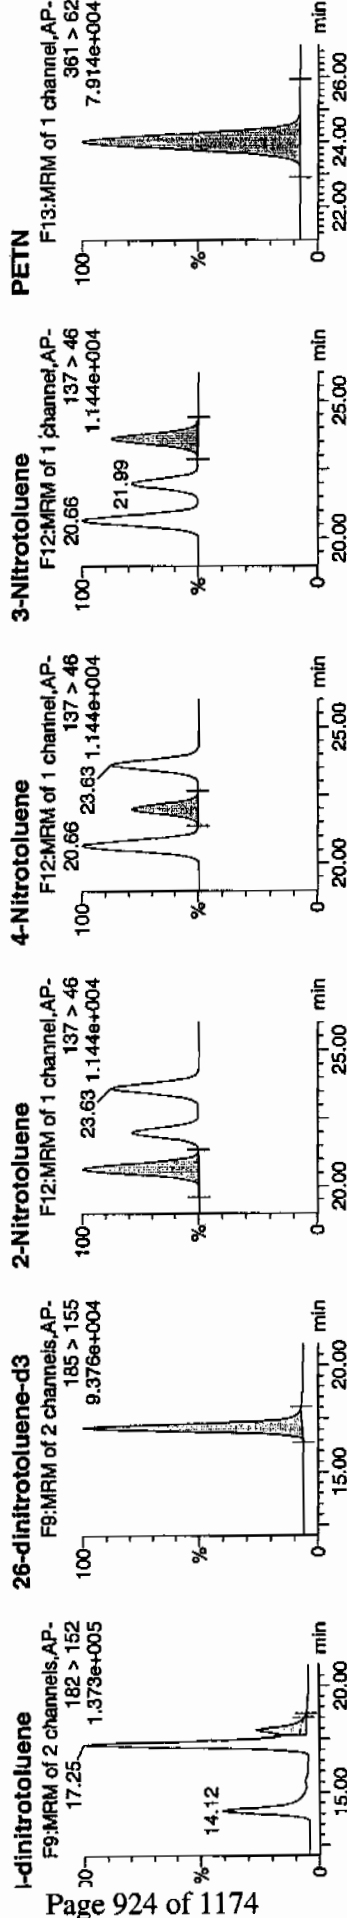 l-dinitrotoluene
F9:MRM of 2 channels,AP-
182 > 152
1.373e+005
17.25
14.12
00
%
0
15.00
20.00
min
26-dinitrotoluene-d3
F9:MRM of 2 channels,AP-
185 > 155
9.376e+004
100
%
0
15.00
20.00
min
2-Nitrotoluene
F12:MRM of 1 channel,AP-
137 > 46
23.63 1.144e+004
100
%
0
20.00
25.00
min
4-Nitrotoluene
F12:MRM of 1 channel,AP-
20.66
137 > 46
23.63 1.144e+004
100
%
0
20.00
25.00
min
3-Nitrotoluene
F12:MRM of 1 channel,AP-
20.66
137 > 46
1.144e+004
21.99
100
%
0
20.00
25.00
min
PETN
F13:MRM of 1 channel,AP-
361 > 62
7.914e+004
100
%
0
22.00
24.00
26.00
min
Page 924 of 1174